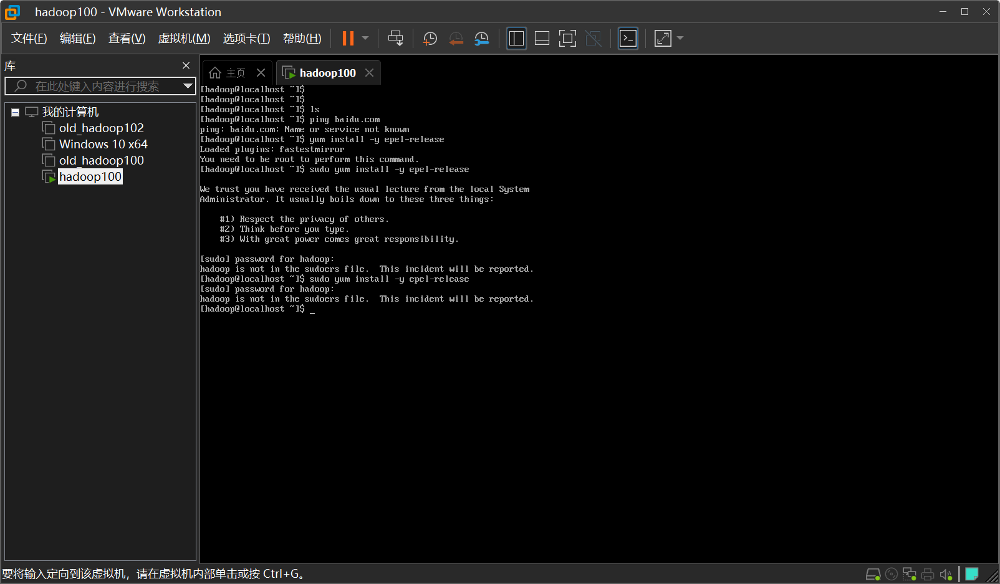 hadoop100 - VMware Workstation
文件(F) 编辑(E) 查看(V) 虚拟机(M) 选项卡(T) 帮助(H)
库
在此处键入内容进行搜索
我的计算机
old_hadoop102
Windows 10 x64
old_hadoop100
hadoop100
主页 hadoop100
[hadoop@localhost ~]$
[hadoop@localhost ~]$
[hadoop@localhost ~]$ ls
[hadoop@localhost ~]$ ping baidu.com
ping: baidu.com: Name or service not known
[hadoop@localhost ~]$ yum install -y epel-release
Loaded plugins: fastestmirror
You need to be root to perform this command.
[hadoop@localhost ~]$ sudo yum install -y epel-release
We trust you have received the usual lecture from the local System
Administrator. It usually boils down to these three things:
#1) Respect the privacy of others.
#2) Think before you type.
#3) With great power comes great responsibility.
[sudo] password for hadoop:
hadoop is not in the sudoers file.  This incident will be reported.
[hadoop@localhost ~]$ sudo yum install -y epel-release
[sudo] password for hadoop:
hadoop is not in the sudoers file.  This incident will be reported.
[hadoop@localhost ~]$ _
要将输入定向到该虚拟机，请在虚拟机内部单击或按 Ctrl+G。